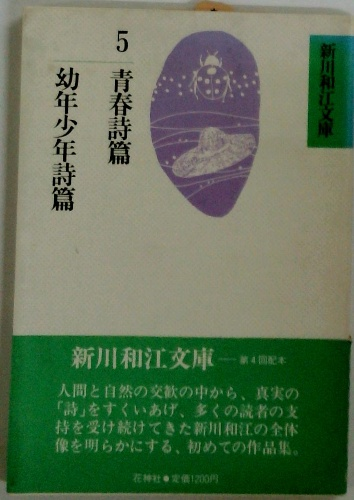 新川和江文庫
5 青春詩篇
幼年少年詩篇
新川和江文庫——第4回配本
人間と自然の交歓の中から、真実の
「詩」をすくいあげ、多くの読者の支
持を受け続けてきた新川和江の全体
像を明らかにする、初めての作品集。
花神社●定価1200円